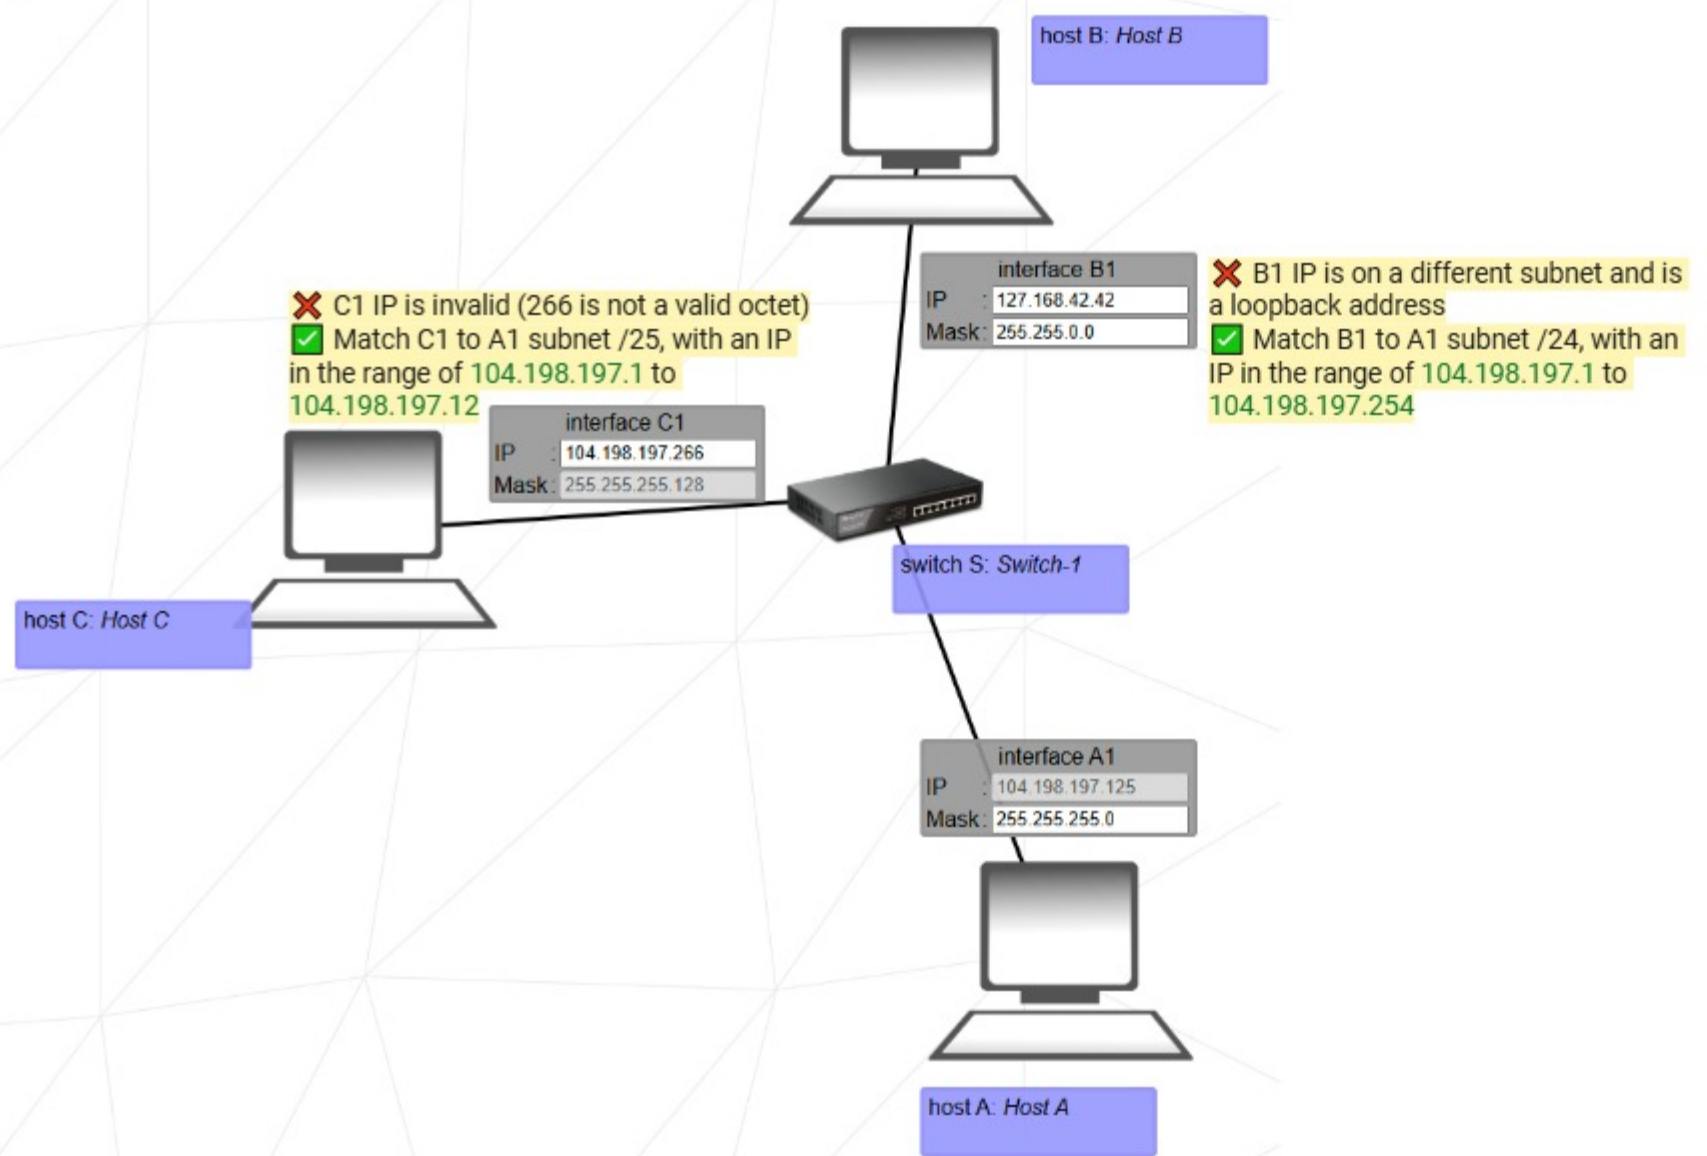 host B: Host B
❌ C1 IP is invalid (266 is not a valid octet)
✅ Match C1 to A1 subnet /25, with an IP
in the range of 104.198.197.1 to
104.198.197.12
interface B1
IP : 127.168.42.42
Mask: 255.255.0.0
❌ B1 IP is on a different subnet and is
a loopback address
✅ Match B1 to A1 subnet /24, with an
IP in the range of 104.198.197.1 to
104.198.197.254
interface C1
IP : 104.198.197.266
Mask: 255.255.255.128
switch S: Switch-1
host C: Host C
interface A1
IP : 104.198.197.125
Mask: 255.255.255.0
host A: Host A